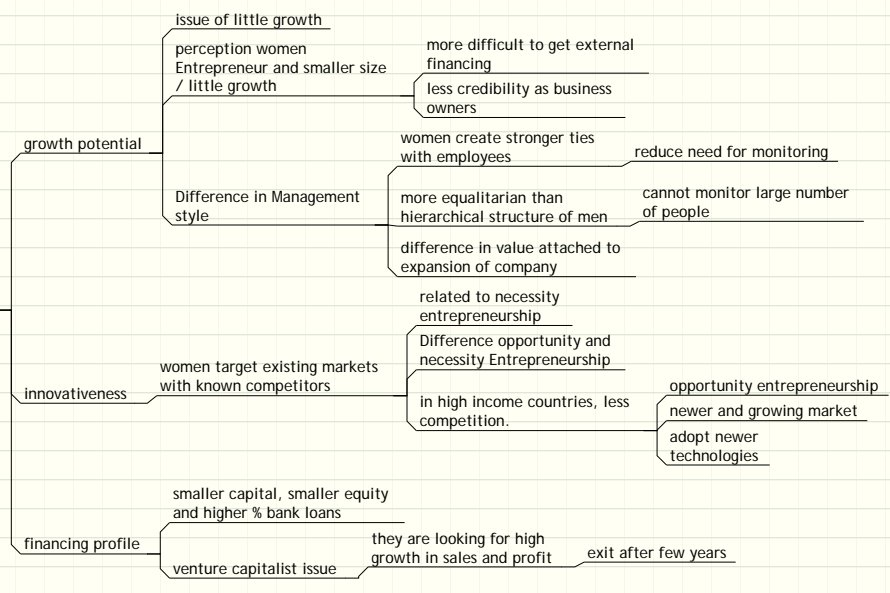 issue of little growth
perception women
Entrepreneur and smaller size
/ little growth
more difficult to get external
financing
less credibility as business
owners
growth potential
women create stronger ties
with employees
reduce need for monitoring
Difference in Management
style
more equalitarian than
hierarchical structure of men
cannot monitor large number
of people
difference in value attached to
expansion of company
related to necessity
entrepreneurship
Difference opportunity and
necessity Entrepreneurship
women target existing markets
with known competitors
innovativeness
in high income countries, less
competition.
opportunity entrepreneurship
newer and growing market
adopt newer
technologies
smaller capital, smaller equity
and higher % bank loans
financing profile
they are looking for high
growth in sales and profit
exit after few years
venture capitalist issue